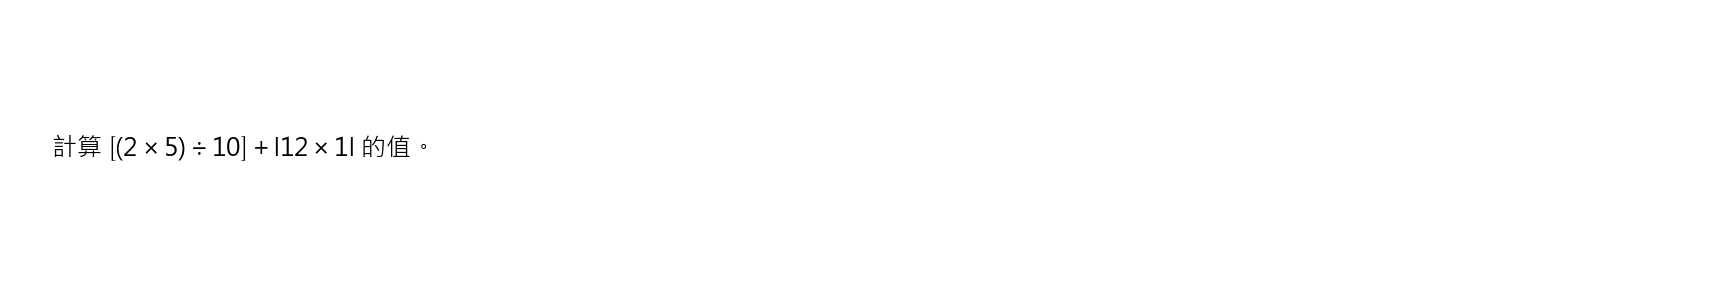 計算 [(2 × 5) ÷ 10] + l12 × 1l 的值。